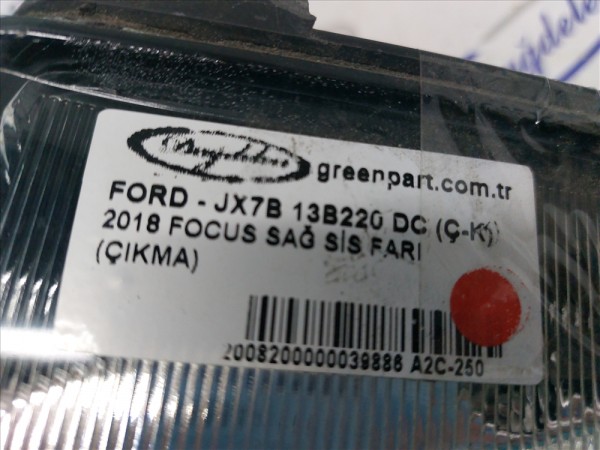 greenpart.com.tr
FORD - JX7B 13B220 DC (Ç-K)
2018 FOCUS SAĞ SİS FARI
(ÇIKMA)
2008200000039886 A2C-250